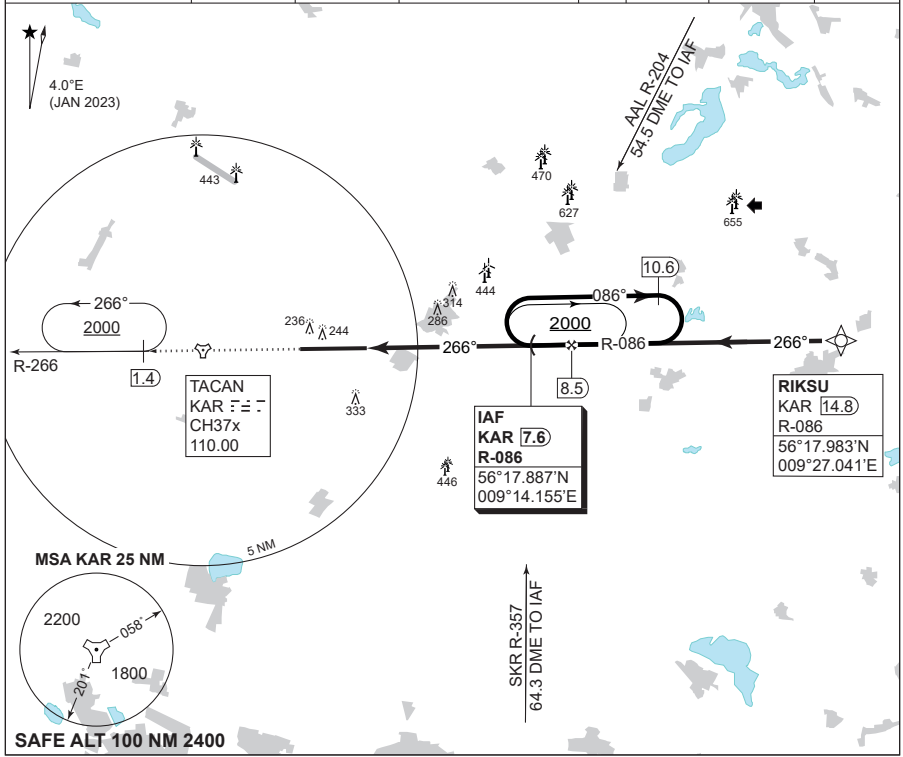 4.0°E
(JAN 2023)
443
470
627
AAL R-204
54.5 DME TO IAF
655
444
314
286
236
244
333
446
266°
2000
R-266
1.4
TACAN
KAR
CH37x
110.00
266°
086°
2000
R-086
10.6
8.5
266°
IAF
KAR 7.6
R-086
56°17.887'N
009°14.155'E
RIKSU
KAR 14.8
R-086
56°17.983'N
009°27.041'E
5 NM
MSA KAR 25 NM
2200
058°
1800
201°
SKR R-357
64.3 DME TO IAF
SAFE ALT 100 NM 2400